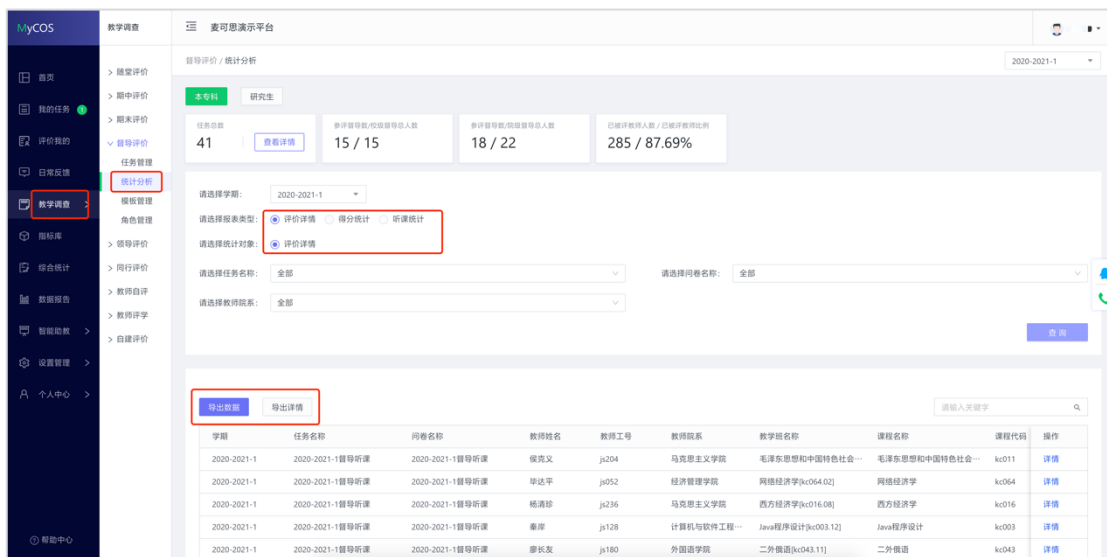 MyCOS
教学调查
麦可思演示平台
首页
我的任务 1
评价我的
日常反馈
教学调查
指标库
综合统计
数据报告
智能助教
设置管理
个人中心
帮助中心
随堂评价
期中评价
期末评价
督导评价
任务管理
统计分析
模板管理
角色管理
领导评价
同行评价
教师自评
教师评学
自建评价
督导评价 / 统计分析
2020-2021-1
本专科 研究生
任务总数
41 查看详情
参评督导数/校级督导总人数
15 / 15
参评督导数/院级督导总人数
18 / 22
已被评教师人数 / 已被评教师比例
285 / 87.69%
请选择学期: 2020-2021-1
请选择报表类型: 评价详情 得分统计 听课统计
请选择统计对象: 评价详情
请选择任务名称: 全部 请选择问卷名称: 全部
请选择教师院系: 全部
查询
导出数据 导出详情 请输入关键字
学期 任务名称 问卷名称 教师姓名 教师工号 教师院系 教学班名称 课程名称 课程代码 操作
2020-2021-1 2020-2021-1督导听课 2020-2021-1督导听课 侯克义 js204 马克思主义学院 毛泽东思想和中国特色社会… 毛泽东思想和中国特色社会… kc011 详情
2020-2021-1 2020-2021-1督导听课 2020-2021-1督导听课 毕达平 js052 经济管理学院 网络经济学[kc064.02] 网络经济学 kc064 详情
2020-2021-1 2020-2021-1督导听课 2020-2021-1督导听课 杨清珍 js236 马克思主义学院 西方经济学[kc016.08] 西方经济学 kc016 详情
2020-2021-1 2020-2021-1督导听课 2020-2021-1督导听课 秦岸 js128 计算机与软件工程… Java程序设计[kc003.12] Java程序设计 kc003 详情
2020-2021-1 2020-2021-1督导听课 2020-2021-1督导听课 廖长友 js180 外国语学院 二外俄语[kc043.11] 二外俄语 kc043 详情